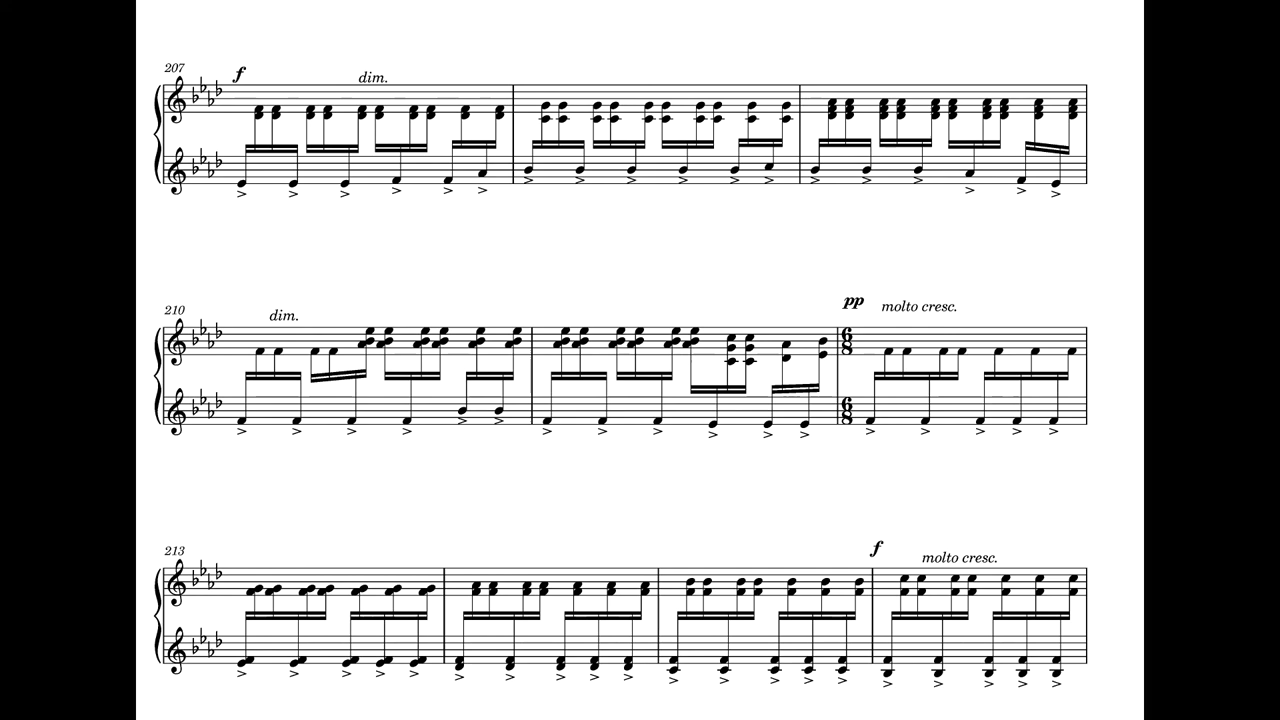 207 f dim.
210 dim. pp molto cresc.
6 8
6 8
213 f molto cresc.